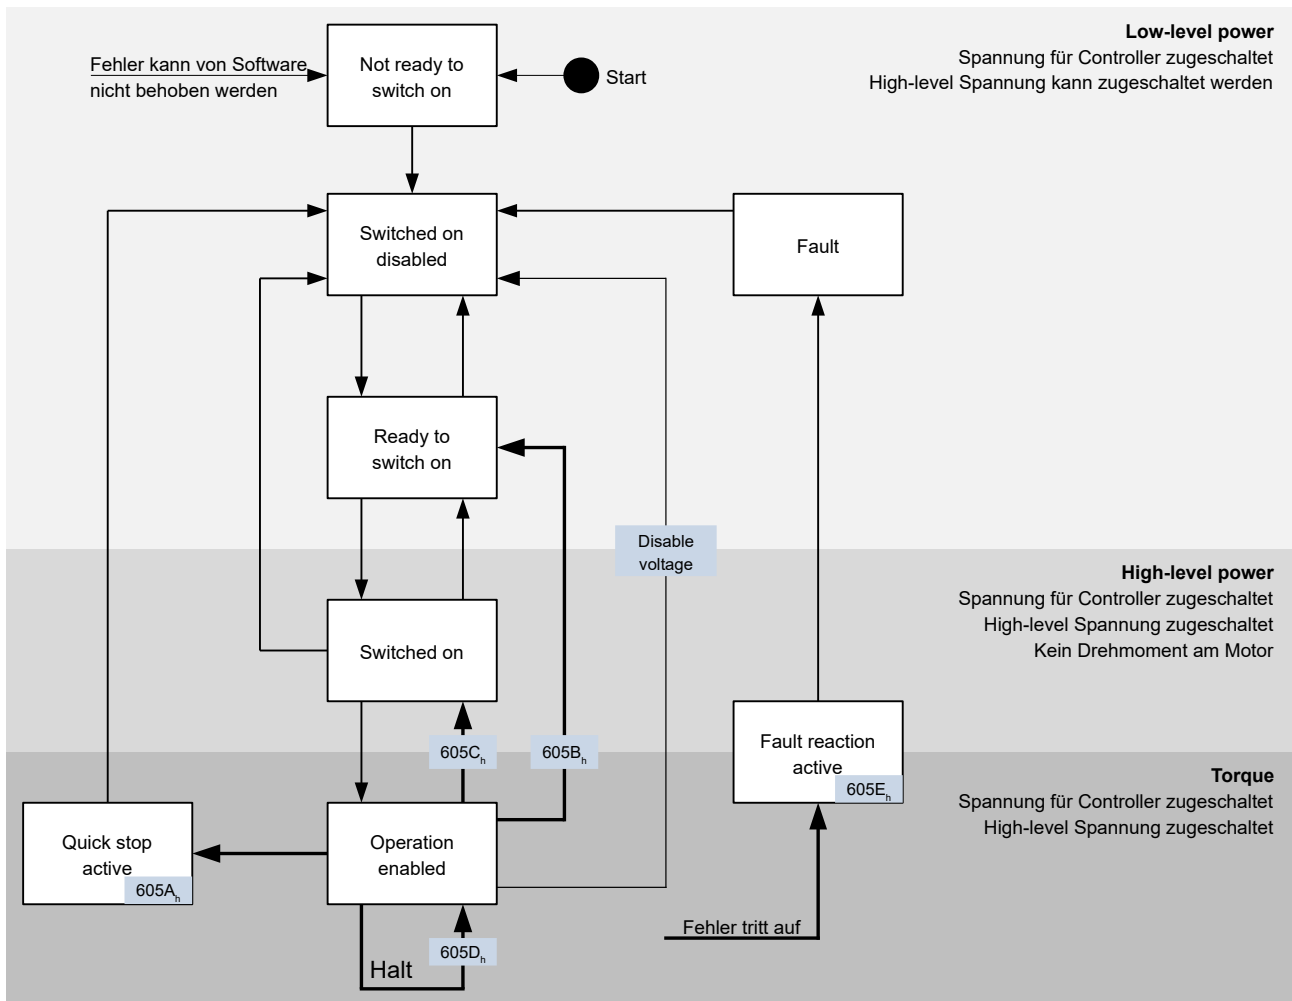 Low-level power
Spannung für Controller zugeschaltet
High-level Spannung kann zugeschaltet werden
Fehler kann von Software
nicht behoben werden
Not ready to
switch on
Start
Switched on
disabled
Fault
Ready to
switch on
Disable
voltage
High-level power
Spannung für Controller zugeschaltet
High-level Spannung zugeschaltet
Kein Drehmoment am Motor
Switched on
605Ch
605Bh
Fault reaction
active
605Eh
Torque
Spannung für Controller zugeschaltet
High-level Spannung zugeschaltet
Quick stop
active
605Ah
Operation
enabled
Fehler tritt auf
605Dh
Halt